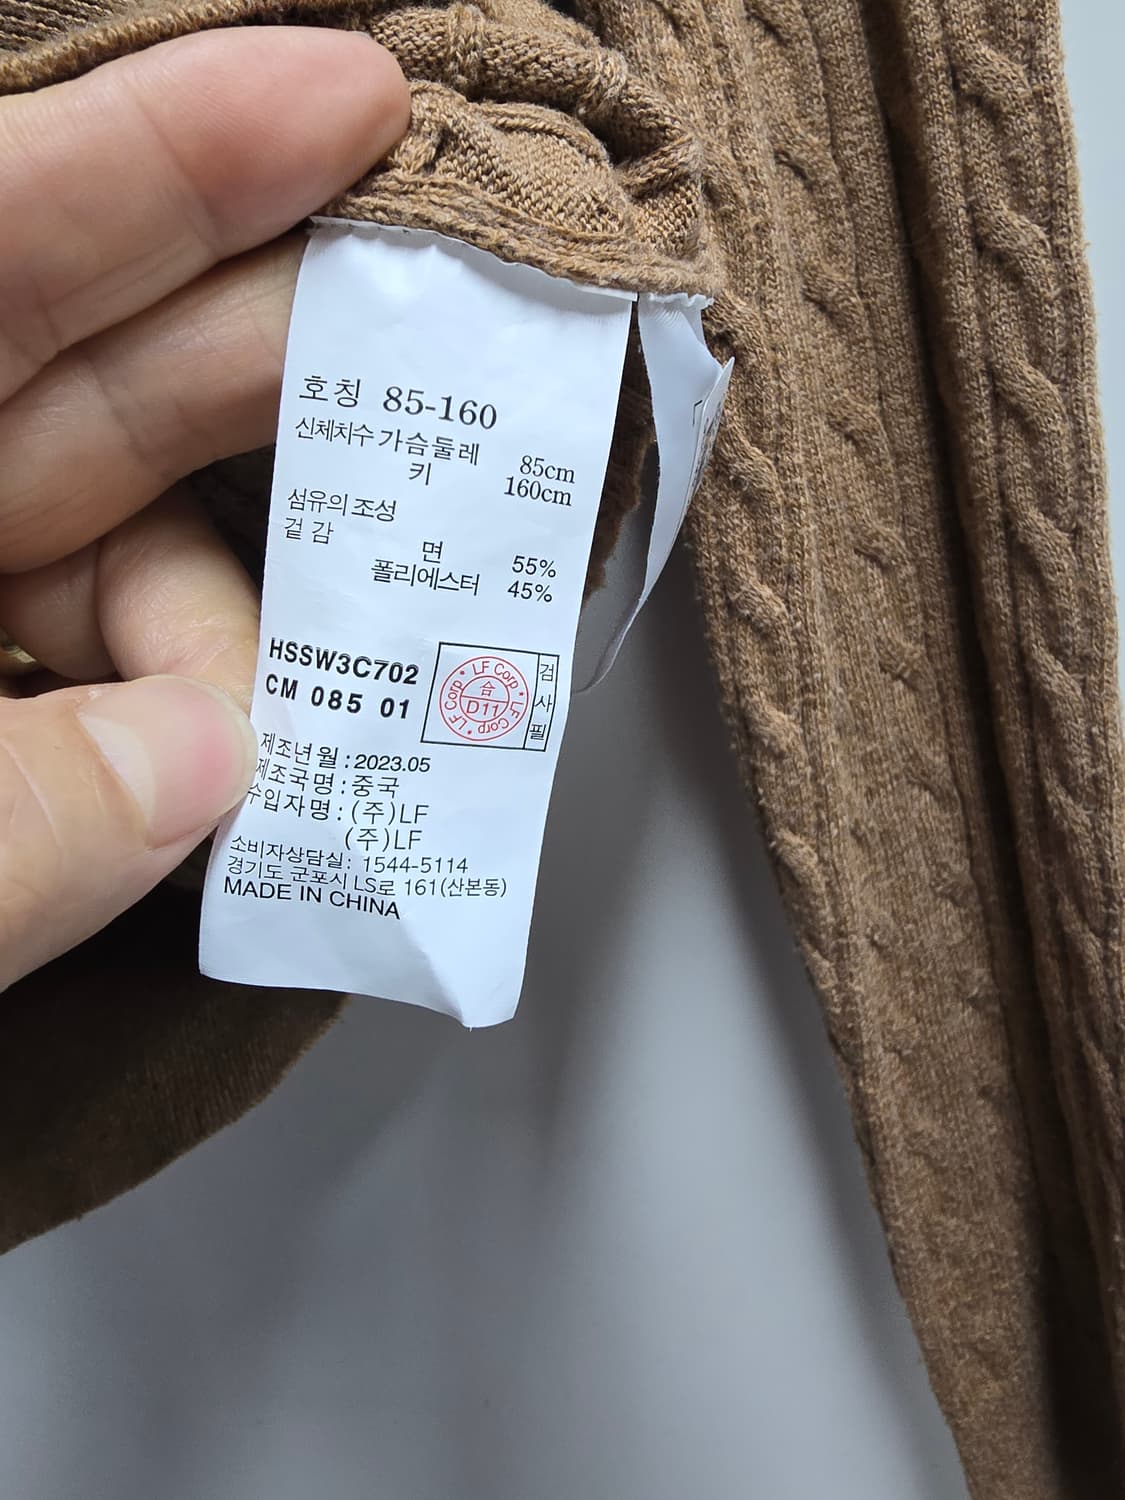 호칭 85-160
신체치수 가슴둘레 85cm
키 160cm
섬유의 조성
겉감
면 55%
폴리에스터 45%
HSSW3C702
CM 085 01
LF Corp LF Corp LF Corp
合
D11
검사필
제조년월 : 2023.05
제조국명 : 중국
수입자명 : (주)LF
(주)LF
소비자상담실: 1544-5114
경기도 군포시 LS로 161(산본동)
MADE IN CHINA